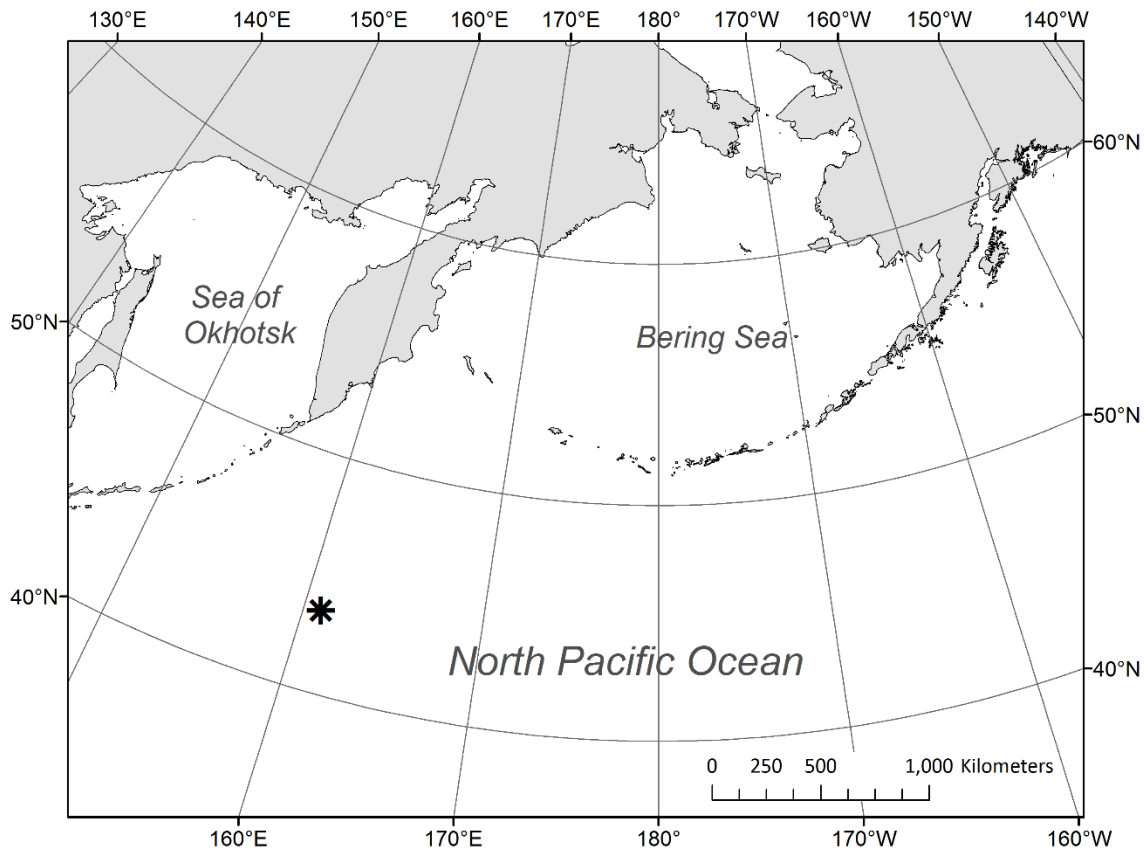 130°E 140°E 150°E 160°E 170°E 180° 170°W 160°W 150°W 140°W
60°N
Sea of
Okhotsk
50°N
Bering Sea
50°N
40°N
North Pacific Ocean
40°N
0 250 500 1,000 Kilometers
160°E 170°E 180° 170°W 160°W